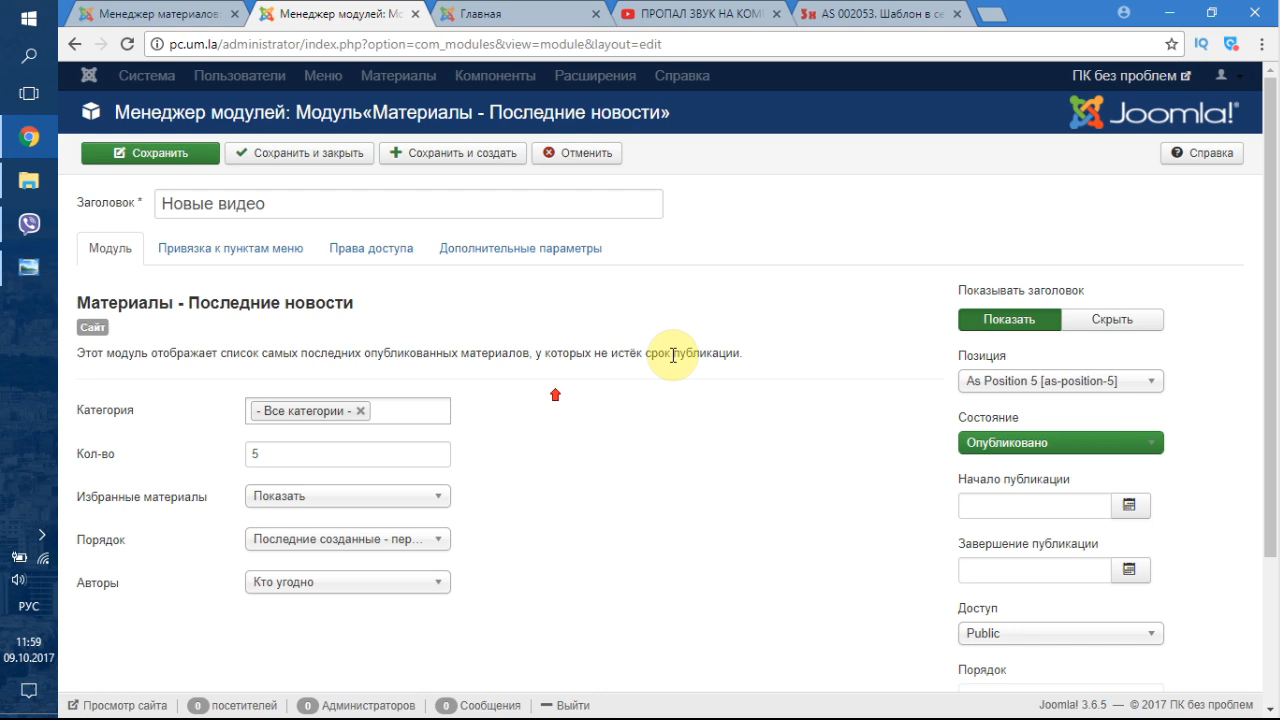 Менеджер материалов
Менеджер модулей: Мо
Главная
ПРОПАЛ ЗВУК НА КОМ
AS 002053. Шаблон в се
pc.um.la/administrator/index.php?option=com_modules&view=module&layout=edit
Система Пользователи Меню Материалы Компоненты Расширения Справка
ПК без проблем
Менеджер модулей: Модуль«Материалы - Последние новости»
Joomla!
Сохранить
Сохранить и закрыть
Сохранить и создать
Отменить
Справка
Заголовок *
Новые видео
Модуль
Привязка к пунктам меню
Права доступа
Дополнительные параметры
Материалы - Последние новости
Сайт
Этот модуль отображает список самых последних опубликованных материалов, у которых не истёк срок публикации.
Категория
- Все категории -
Кол-во
5
Избранные материалы
Показать
Порядок
Последние созданные - пер...
Авторы
Кто угодно
Показывать заголовок
Показать
Скрыть
Позиция
As Position 5 [as-position-5]
Состояние
Опубликовано
Начало публикации
Завершение публикации
Доступ
Public
Порядок
РУС
11:59
09.10.2017
Просмотр сайта
0 посетителей
0 Администраторов
0 Сообщения
Выйти
Joomla! 3.6.5 — © 2017 ПК без проблем